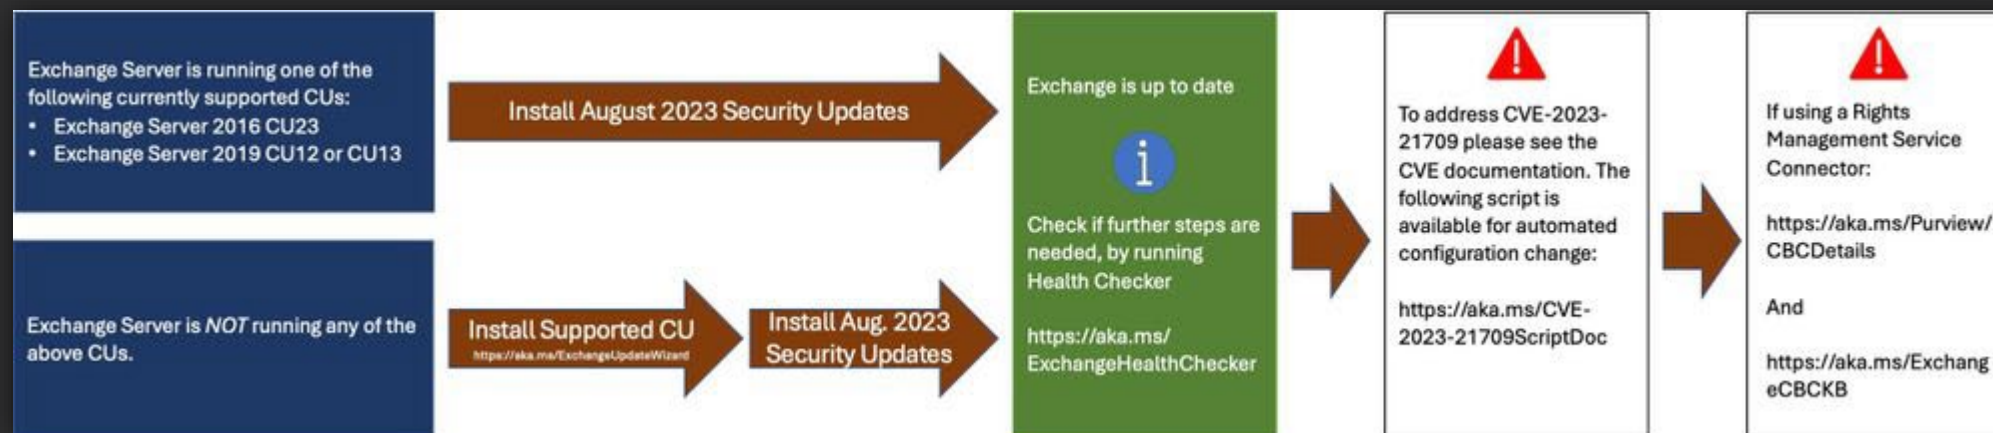 Exchange Server is running one of the
following currently supported CUs:
• Exchange Server 2016 CU23
• Exchange Server 2019 CU12 or CU13
Install August 2023 Security Updates
Exchange Server is NOT running any of the
above CUs.
Install Supported CU
https://aka.ms/ExchangeUpdateWizard
Install Aug. 2023
Security Updates
Exchange is up to date
i
Check if further steps are
needed, by running
Health Checker
https://aka.ms/
ExchangeHealthChecker
!
To address CVE-2023-
21709 please see the
CVE documentation. The
following script is
available for automated
configuration change:
https://aka.ms/CVE-
2023-21709ScriptDoc
!
If using a Rights
Management Service
Connector:
https://aka.ms/Purview/
CBCDetails
And
https://aka.ms/Exchang
eCBCKB